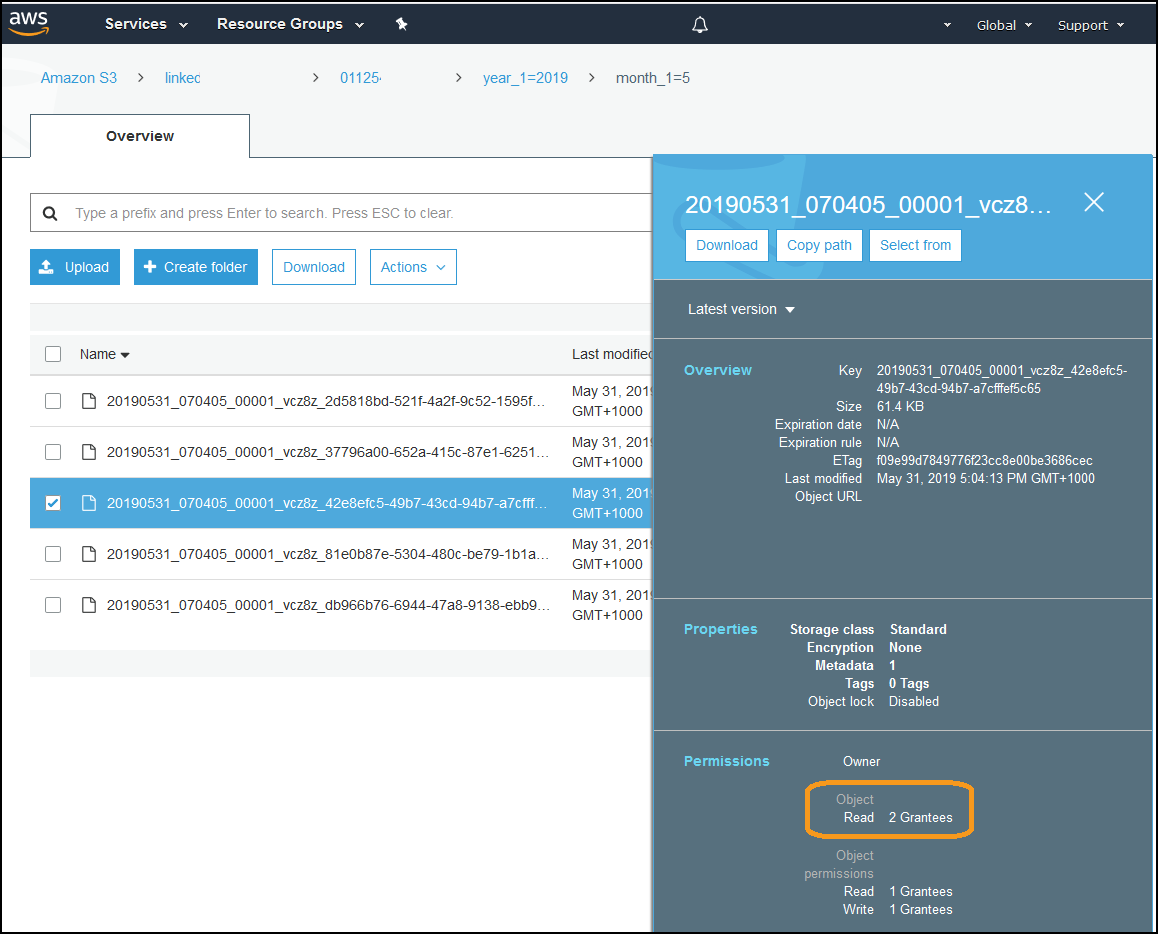 aws Services Resource Groups Global Support
Amazon S3 > linked > 01125 > year_1=2019 > month_1=5
Overview
Type a prefix and press Enter to search. Press ESC to clear.
Upload Create folder Download Actions
Name Last modified
20190531_070405_00001_vcz8z_2d5818bd-521f-4a2f-9c52-1595f... May 31, 2019
GMT+1000
20190531_070405_00001_vcz8z_37796a00-652a-415c-87e1-6251... May 31, 2019
GMT+1000
20190531_070405_00001_vcz8z_42e8efc5-49b7-43cd-94b7-a7cfff... May 31, 2019
GMT+1000
20190531_070405_00001_vcz8z_81e0b87e-5304-480c-be79-1b1a... May 31, 2019
GMT+1000
20190531_070405_00001_vcz8z_db966b76-6944-47a8-9138-ebb9... May 31, 2019
GMT+1000
20190531_070405_00001_vcz8...
Download Copy path Select from
Latest version
Overview
Key 20190531_070405_00001_vcz8z_42e8efc5-
49b7-43cd-94b7-a7cfffef5c65
Size 61.4 KB
Expiration date N/A
Expiration rule N/A
ETag f09e99d7849776f23cc8e00be3686cec
Last modified May 31, 2019 5:04:13 PM GMT+1000
Object URL
Properties
Storage class Standard
Encryption None
Metadata 1
Tags 0 Tags
Object lock Disabled
Permissions
Owner
Object
Read 2 Grantees
Object
permissions
Read 1 Grantees
Write 1 Grantees